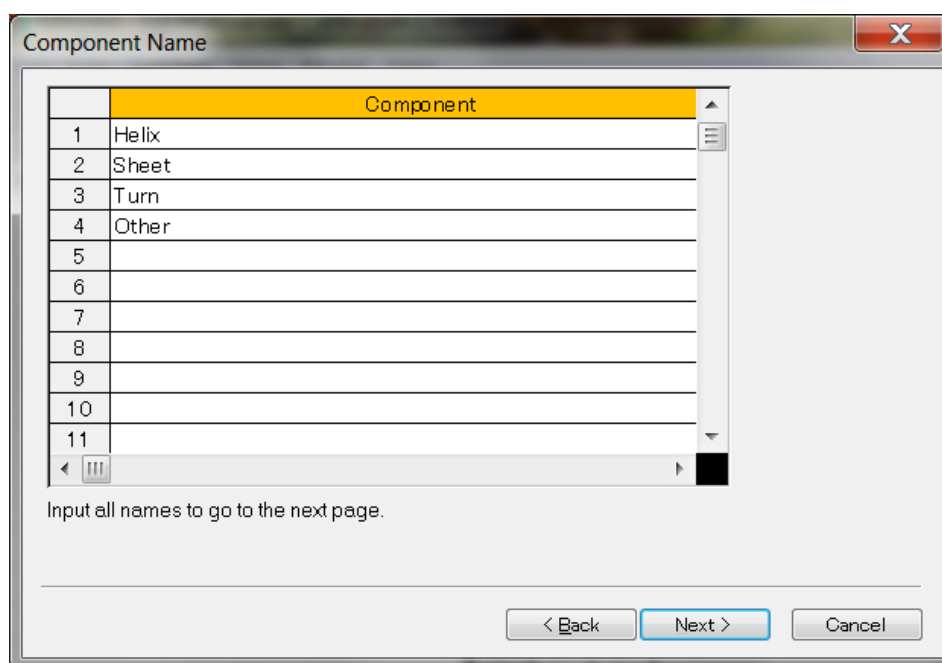 Component Name
X
Component
1 Helix
2 Sheet
3 Turn
4 Other
5
6
7
8
9
10
11
Input all names to go to the next page.
< Back Next > Cancel